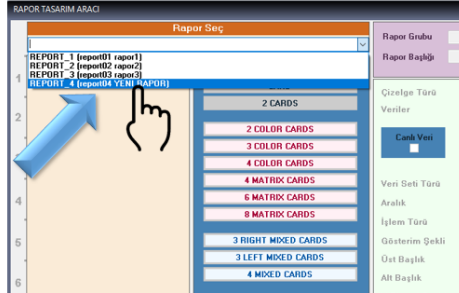 RAPOR TASARIM ARACI
Rapor Seç
REPORT_1 (report01 rapor1)
REPORT_2 (report02 rapor2)
REPORT_3 (report03 rapor3)
REPORT_4 (report04 YENİ RAPOR)
1
2
4
5
6
2 CARDS
2 COLOR CARDS
3 COLOR CARDS
4 COLOR CARDS
4 MATRIX CARDS
6 MATRIX CARDS
8 MATRIX CARDS
3 RIGHT MIXED CARDS
3 LEFT MIXED CARDS
4 MIXED CARDS
Rapor Grubu
Rapor Başlığı
Çizelge Türü
Veriler
Canlı Veri
Veri Seti Türü
Aralık
İşlem Türü
Gösterim Şekli
Üst Başlık
Alt Başlık